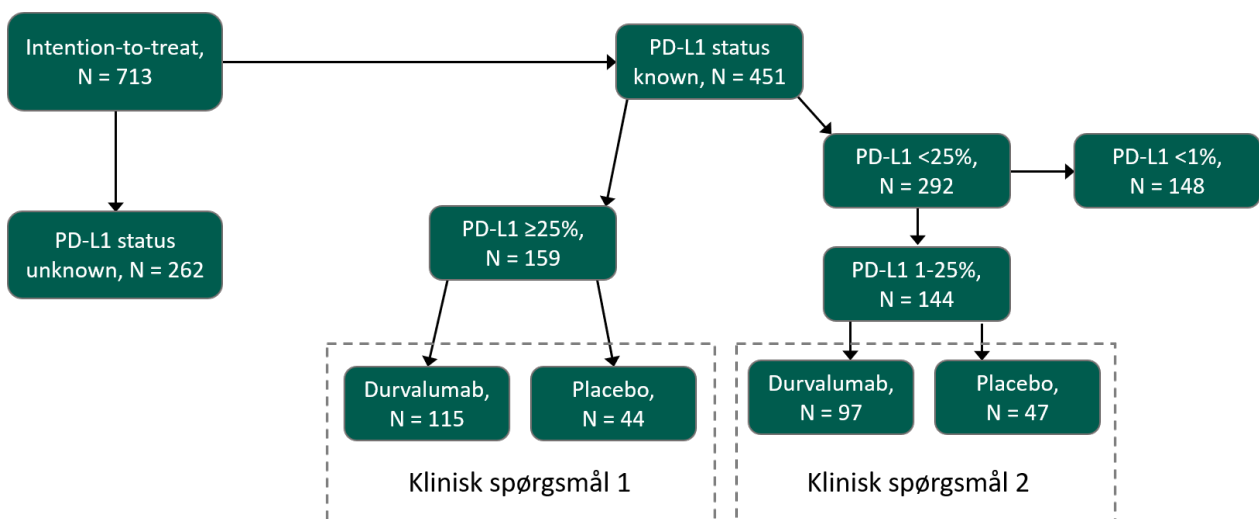 Intention-to-treat,
N = 713
PD-L1 status
known, N = 451
PD-L1 <25%,
N = 292
PD-L1 <1%,
N = 148
PD-L1 status
unknown, N = 262
PD-L1 ≥25%,
N = 159
PD-L1 1-25%,
N = 144
Durvalumab,
N = 115
Placebo,
N = 44
Klinisk spørgsmål 1
Durvalumab,
N = 97
Placebo,
N = 47
Klinisk spørgsmål 2